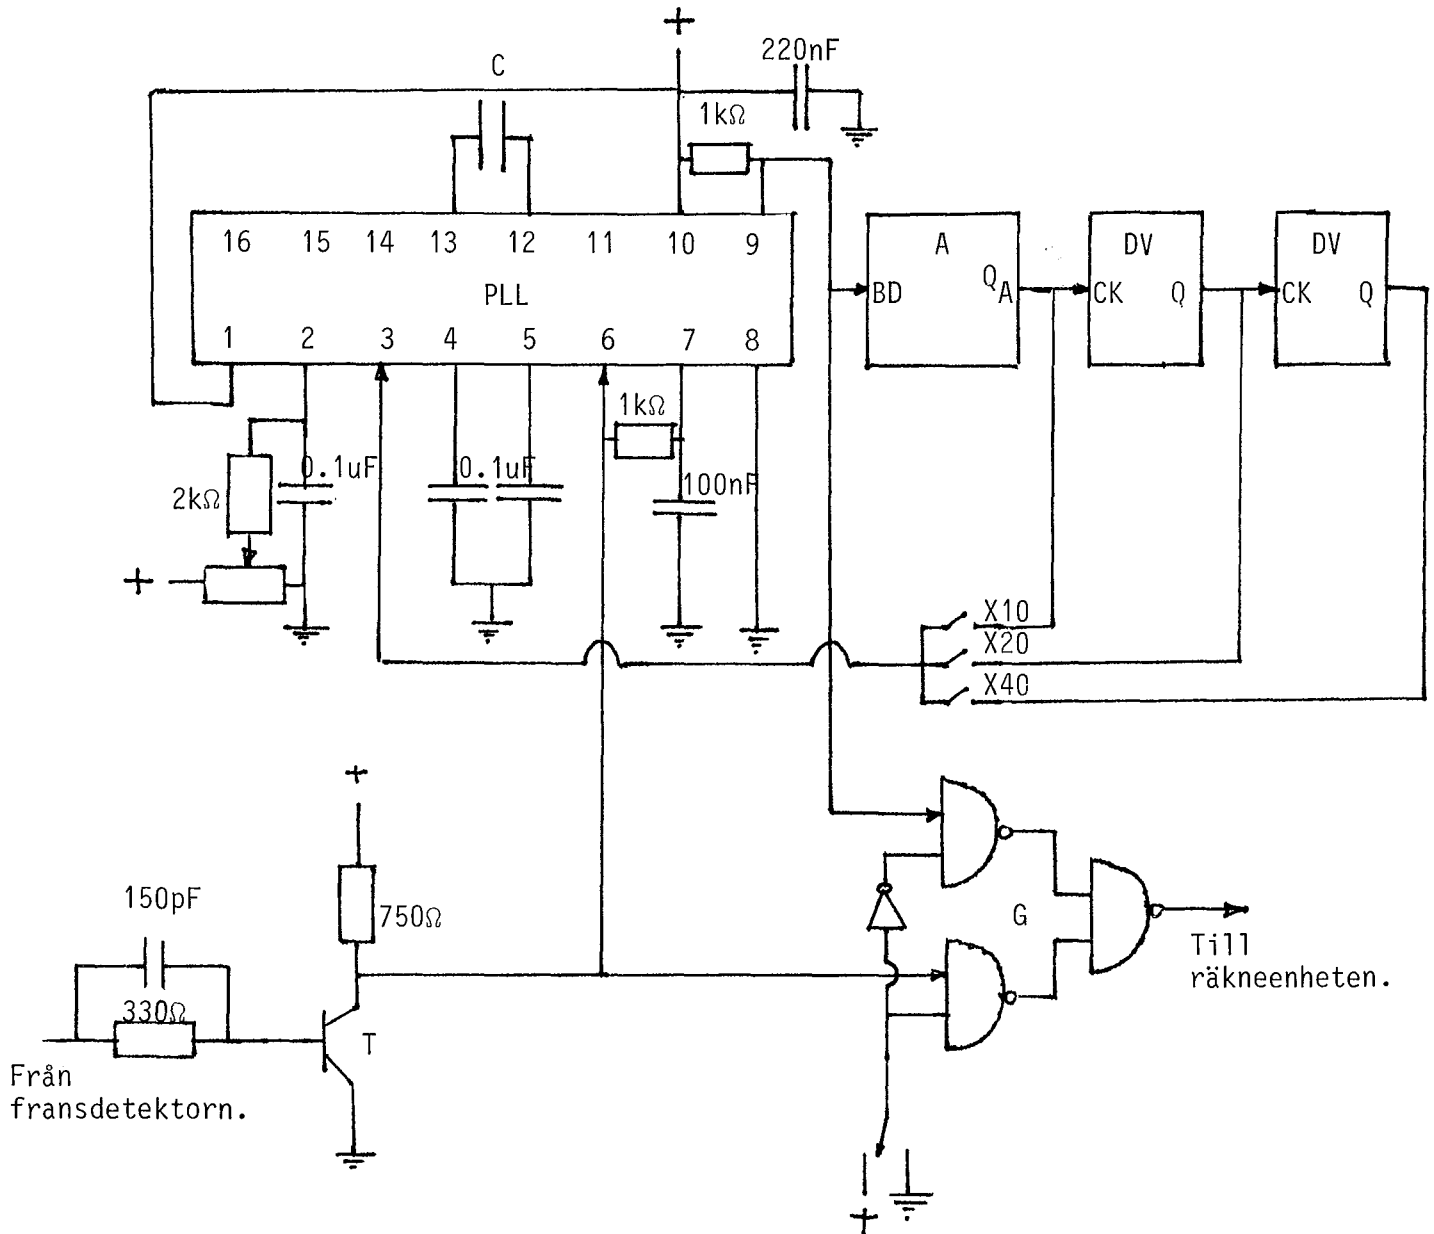 +
220nF
C
1kΩ
16 15 14 13 12 11 10 9
PLL
1 2 3 4 5 6 7 8
A
BD QA
DV
CK Q
DV
CK Q
1kΩ
0.1uF
0.1uF
100nF
2kΩ
+
X10
X20
X40
+
150pF
750Ω
330Ω
T
G
Till
räkneenheten.
Från
fransdetektorn.
+